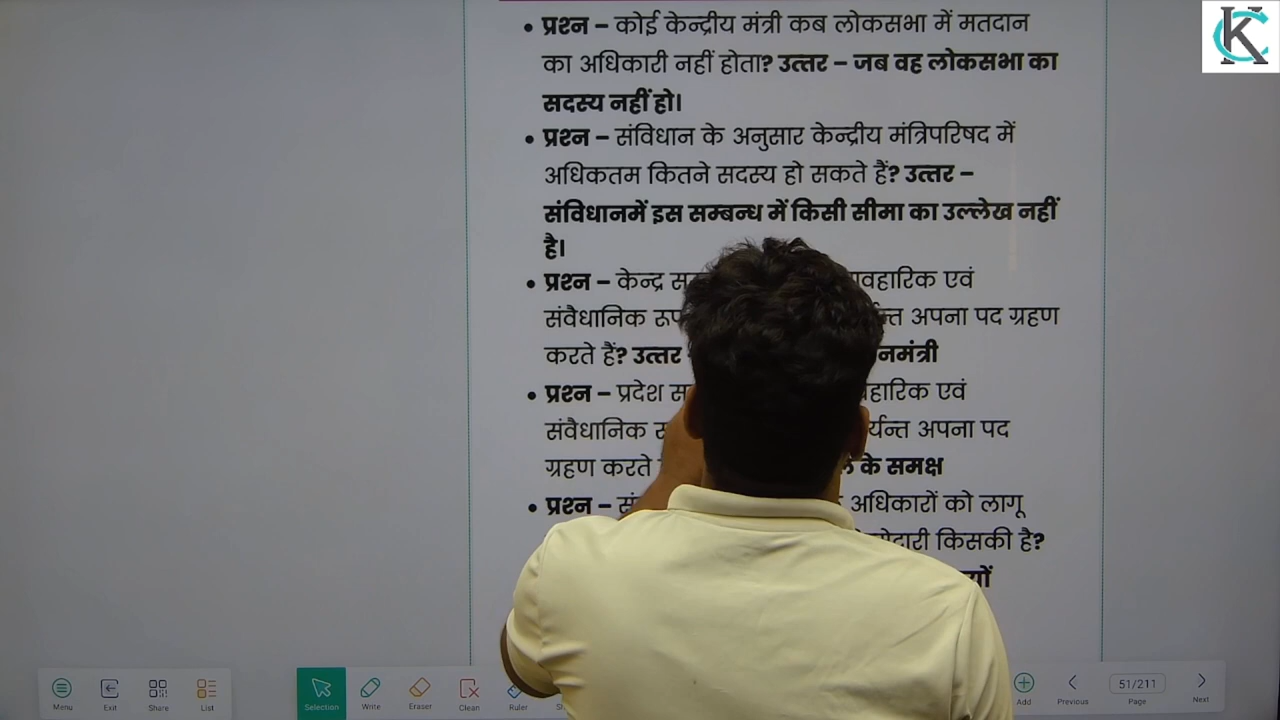 • प्रश्न – कोई केन्द्रीय मंत्री कब लोकसभा में मतदान
का अधिकारी नहीं होता? उत्तर – जब वह लोकसभा का
सदस्य नहीं हो।
• प्रश्न – संविधान के अनुसार केन्द्रीय मंत्रिपरिषद में
अधिकतम कितने सदस्य हो सकते हैं? उत्तर –
संविधानमें इस सम्बन्ध में किसी सीमा का उल्लेख नहीं
है।
• प्रश्न – केन्द्र एवं
संवैधानिक अपना पद ग्रहण
करते हैं? उत्तर
• प्रश्न – प्रदेश एवं
संवैधानिक अपना पद
ग्रहण करते के समक्ष
• प्रश्न – अधिकारों को लागू
किसकी है?
Menu Exit Share List Selection Write Eraser Clean Ruler Add Previous 51/211 Page Next
KC